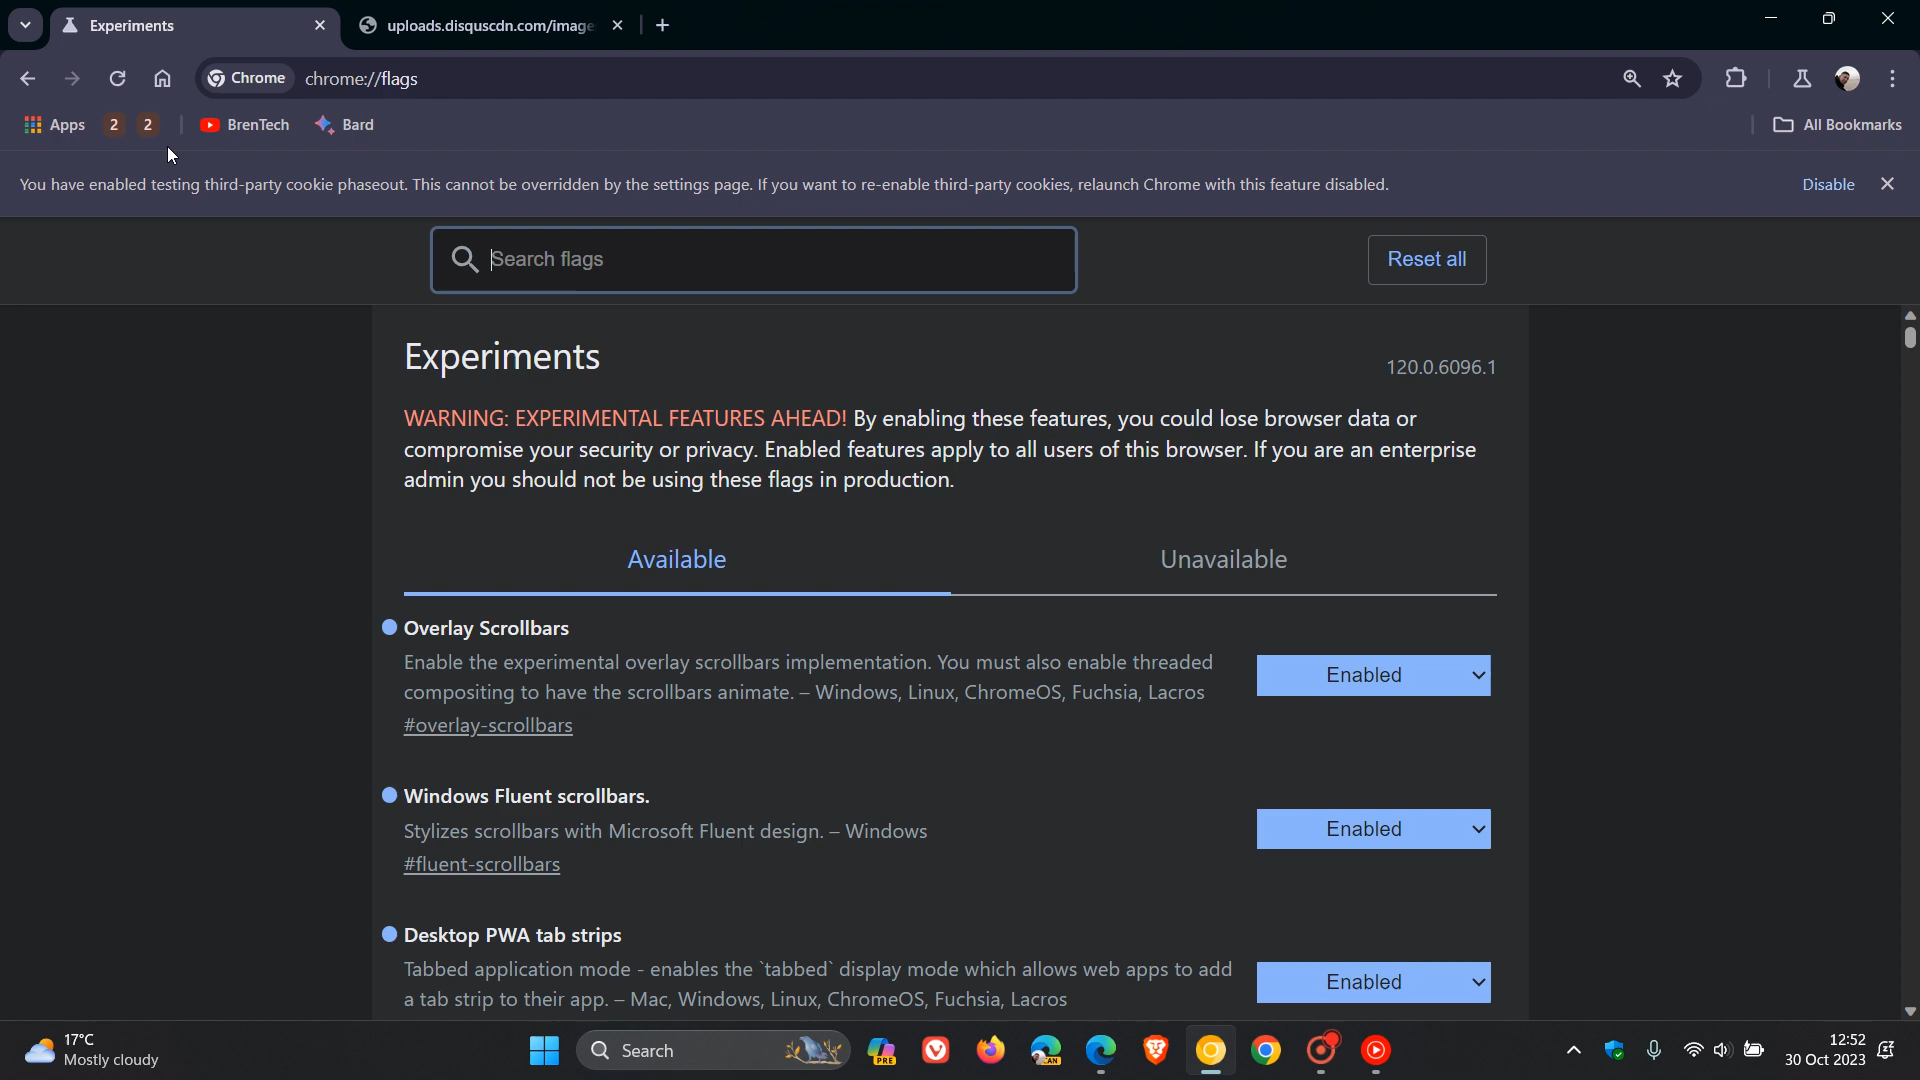 Experiments
uploads.disquscdn.com/image
Chrome
chrome://flags
Apps
2
2
BrenTech
Bard
All Bookmarks
You have enabled testing third-party cookie phaseout. This cannot be overridden by the settings page. If you want to re-enable third-party cookies, relaunch Chrome with this feature disabled.
Disable
Search flags
Reset all
Experiments
120.0.6096.1
WARNING: EXPERIMENTAL FEATURES AHEAD! By enabling these features, you could lose browser data or
compromise your security or privacy. Enabled features apply to all users of this browser. If you are an enterprise
admin you should not be using these flags in production.
Available
Unavailable
Overlay Scrollbars
Enable the experimental overlay scrollbars implementation. You must also enable threaded
compositing to have the scrollbars animate. – Windows, Linux, ChromeOS, Fuchsia, Lacros
#overlay-scrollbars
Enabled
Windows Fluent scrollbars.
Stylizes scrollbars with Microsoft Fluent design. – Windows
#fluent-scrollbars
Enabled
Desktop PWA tab strips
Tabbed application mode - enables the `tabbed` display mode which allows web apps to add
a tab strip to their app. – Mac, Windows, Linux, ChromeOS, Fuchsia, Lacros
Enabled
17°C
Mostly cloudy
Search
PRE
CAN
12:52
30 Oct 2023